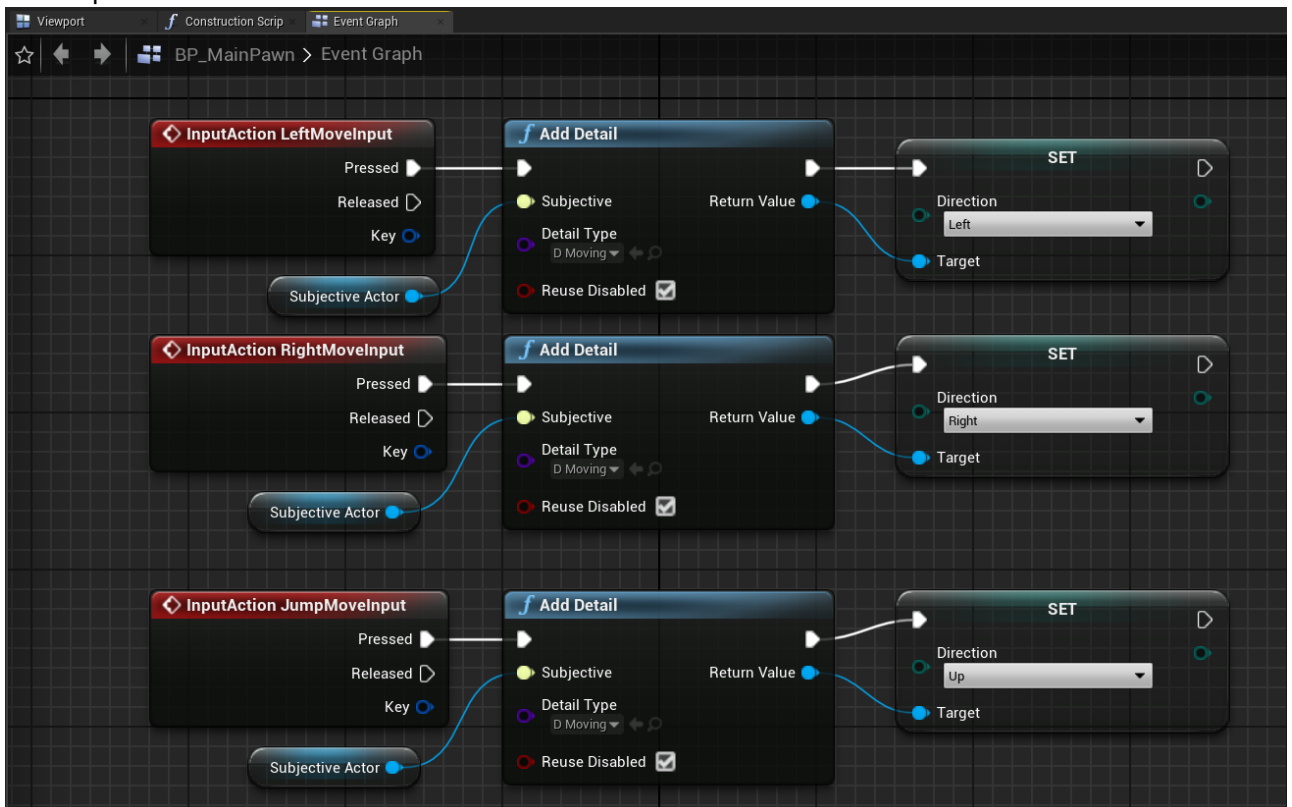 Viewport
f Construction Scrip
Event Graph
BP_MainPawn > Event Graph
InputAction LeftMoveInput
Pressed
Released
Key
Subjective Actor
f Add Detail
Subjective
Return Value
Detail Type
D Moving
Reuse Disabled
SET
Direction
Left
Target
InputAction RightMoveInput
Pressed
Released
Key
Subjective Actor
f Add Detail
Subjective
Return Value
Detail Type
D Moving
Reuse Disabled
SET
Direction
Right
Target
InputAction JumpMoveInput
Pressed
Released
Key
Subjective Actor
f Add Detail
Subjective
Return Value
Detail Type
D Moving
Reuse Disabled
SET
Direction
Up
Target